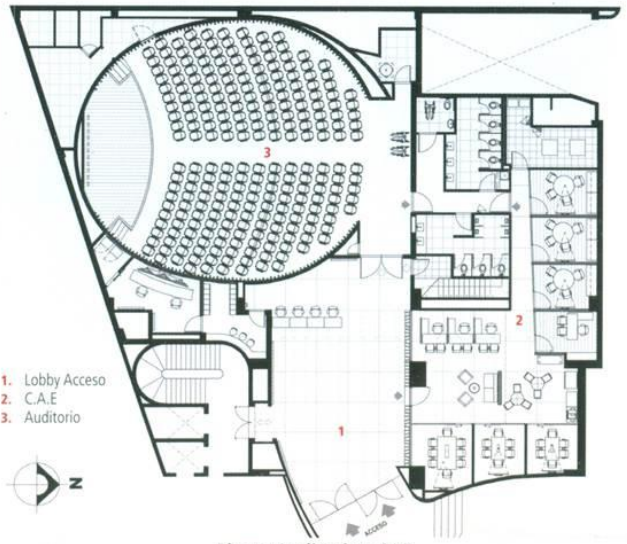 3
2
1. Lobby Acceso
2. C.A.E
3. Auditorio
1
N
ACCESO